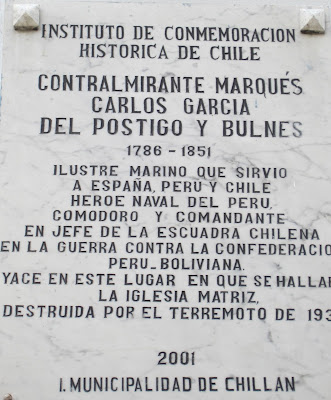 INSTITUTO DE CONMEMORACION
HISTORICA DE CHILE
CONTRALMIRANTE MARQUÉS
CARLOS GARCIA
DEL POSTIGO Y BULNES
1786 - 1851
ILUSTRE MARINO QUE SIRVIO
A ESPAÑA, PERU Y CHILE
HEROE NAVAL DEL PERU,
COMODORO Y COMANDANTE
EN JEFE DE LA ESCUADRA CHILENA
EN LA GUERRA CONTRA LA CONFEDERACIO
PERU-BOLIVIANA.
YACE EN ESTE LUGAR EN QUE SE HALLAB
LA IGLESIA MATRIZ,
DESTRUIDA POR EL TERREMOTO DE 193
2001
I. MUNICIPALIDAD DE CHILLAN